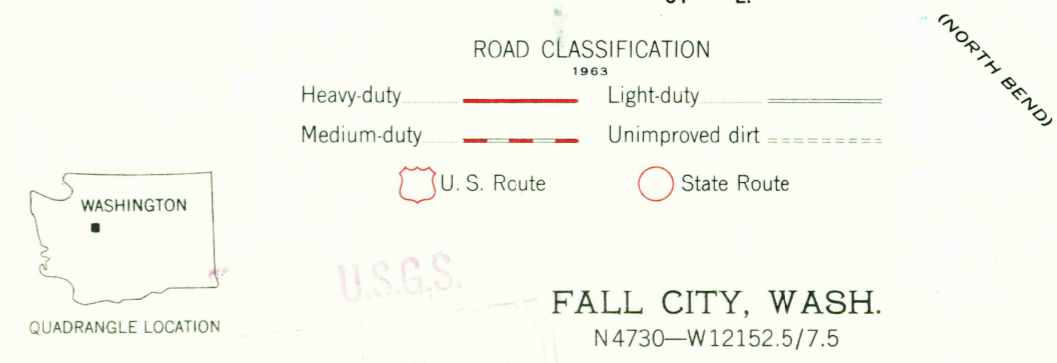 (NORTH BEND)
ROAD CLASSIFICATION
1963
Heavy-duty Light-duty
Medium-duty Unimproved dirt
U. S. Route State Route
WASHINGTON
QUADRANGLE LOCATION
U.S.G.S.
FALL CITY, WASH.
N4730—W12152.5/7.5